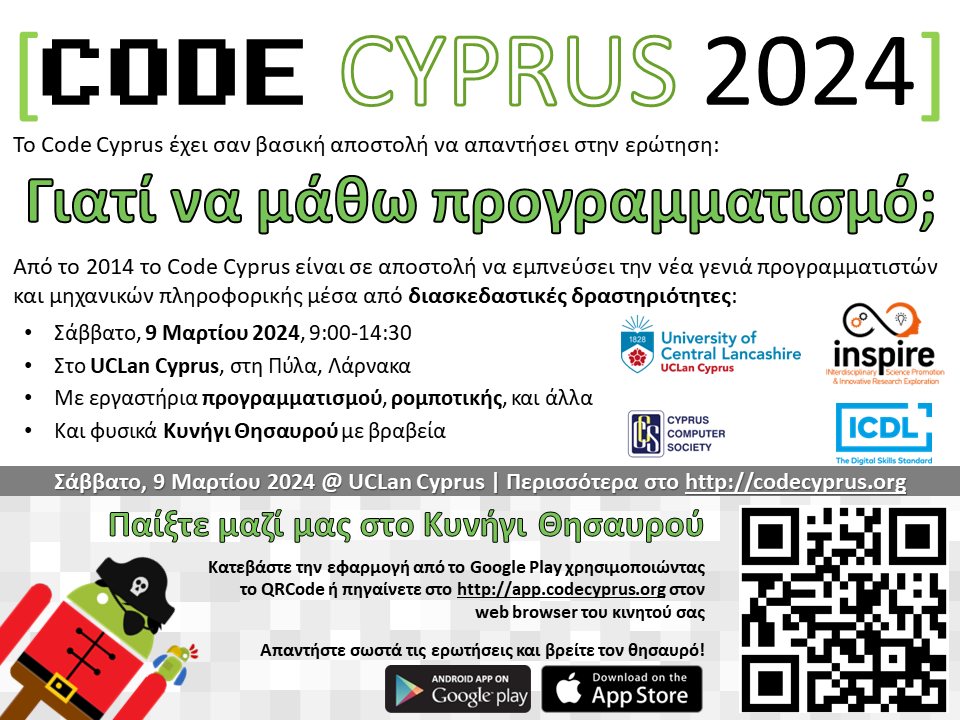 [CODE CYPRUS 2024]
Το Code Cyprus έχει σαν βασική αποστολή να απαντήσει στην ερώτηση:
Γιατί να μάθω προγραμματισμό;
Από το 2014 το Code Cyprus είναι σε αποστολή να εμπνεύσει την νέα γενιά προγραμματιστών
και μηχανικών πληροφορικής μέσα από διασκεδαστικές δραστηριότητες:
• Σάββατο, 9 Μαρτίου 2024, 9:00-14:30
• Στο UCLan Cyprus, στη Πύλα, Λάρνακα
• Με εργαστήρια προγραμματισμού, ρομποτικής, και άλλα
• Και φυσικά Κυνήγι Θησαυρού με βραβεία
1828
University of
Central Lancashire
UCLan Cyprus
inspire
INterdisciplinary Science Promotion
& Innovative Research Exploration
CCS
CYPRUS
COMPUTER
SOCIETY
ICDL
The Digital Skills Standard
Σάββατο, 9 Μαρτίου 2024 @ UCLan Cyprus | Περισσότερα στο http://codecyprus.org
Παίξτε μαζί μας στο Κυνήγι Θησαυρού
Κατεβάστε την εφαρμογή από το Google Play χρησιμοποιώντας
το QRCode ή πηγαίνετε στο http://app.codecyprus.org στον
web browser του κινητού σας
Απαντήστε σωστά τις ερωτήσεις και βρείτε τον θησαυρό!
ANDROID APP ON
Google play
Download on the
App Store